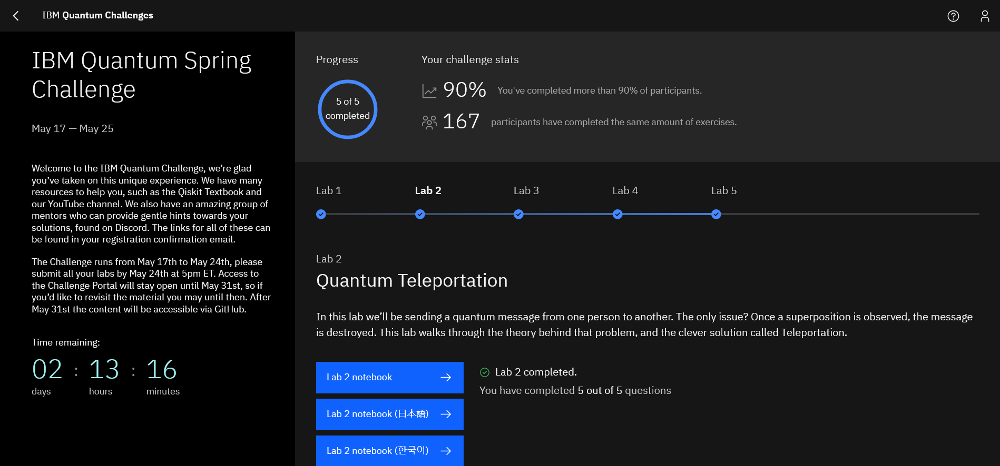 IBM Quantum Challenges
IBM Quantum Spring
Challenge
May 17 — May 25
Welcome to the IBM Quantum Challenge, we’re glad
you’ve taken on this unique experience. We have many
resources to help you, such as the Qiskit Textbook and
our YouTube channel. We also have an amazing group of
mentors who can provide gentle hints towards your
solutions, found on Discord. The links for all of these can
be found in your registration confirmation email.
The Challenge runs from May 17th to May 24th, please
submit all your labs by May 24th at 5pm ET. Access to
the Challenge Portal will stay open until May 31st, so if
you’d like to revisit the material you may until then. After
May 31st the content will be accessible via GitHub.
Time remaining:
02 : 13 : 16
days hours minutes
Progress
5 of 5
completed
Your challenge stats
90% You've completed more than 90% of participants.
167 participants have completed the same amount of exercises.
Lab 1 Lab 2 Lab 3 Lab 4 Lab 5
Lab 2
Quantum Teleportation
In this lab we’ll be sending a quantum message from one person to another. The only issue? Once a superposition is observed, the message
is destroyed. This lab walks through the theory behind that problem, and the clever solution called Teleportation.
Lab 2 notebook
Lab 2 notebook (日本語)
Lab 2 notebook (한국어)
Lab 2 completed.
You have completed 5 out of 5 questions